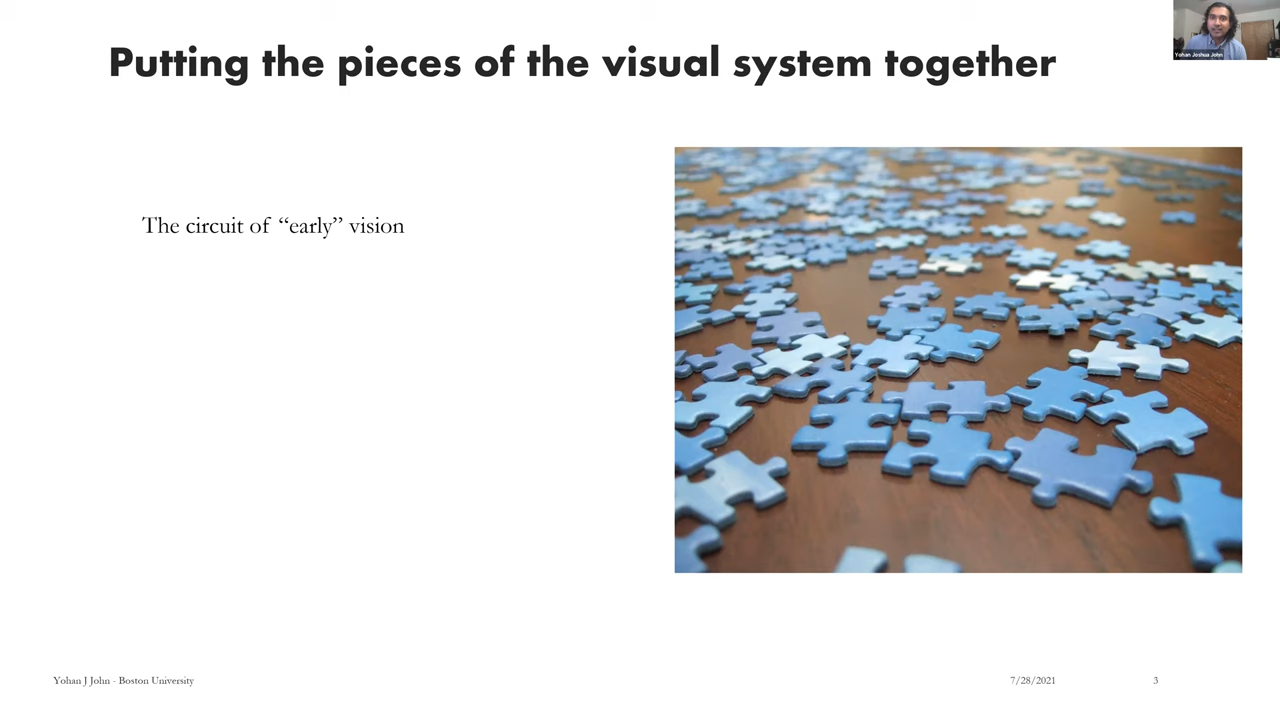 Putting the pieces of the visual system together
Yohan Joshua John
The circuit of “early” vision
Yohan J John - Boston University
7/28/2021
3